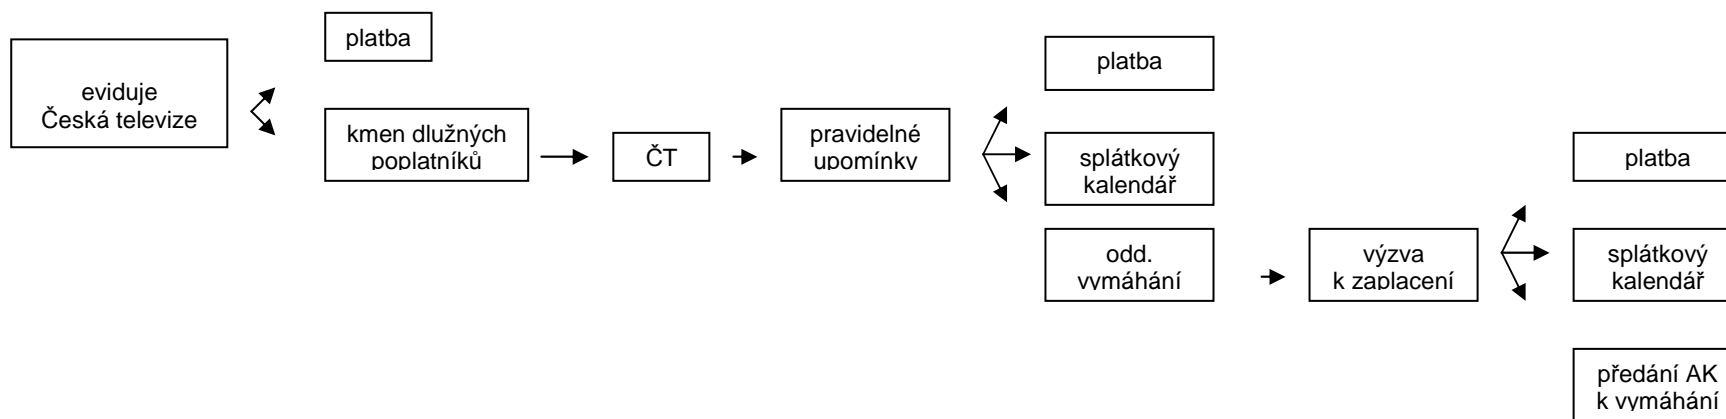 eviduje
Česká televize
platba
kmen dlužných
poplatníků
ČT
pravidelné
upomínky
platba
splátkový
kalendář
odd.
vymáhání
výzva
k zaplacení
platba
splátkový
kalendář
předání AK
k vymáhání